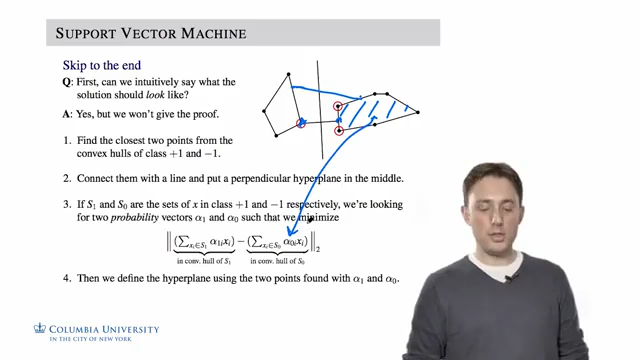 SUPPORT VECTOR MACHINE
Skip to the end
Q: First, can we intuitively say what the
solution should look like?
A: Yes, but we won't give the proof.
1. Find the closest two points from the
convex hulls of class +1 and −1.
2. Connect them with a line and put a perpendicular hyperplane in the middle.
3. If S₁ and S₀ are the sets of x in class +1 and −1 respectively, we're looking
for two probability vectors α₁ and α₀ such that we minimize
‖ (∑xᵢ∈S₁ α₁ᵢxᵢ) − (∑xᵢ∈S₀ α₀ᵢxᵢ) ‖₂
in conv. hull of S₁ in conv. hull of S₀
4. Then we define the hyperplane using the two points found with α₁ and α₀.
COLUMBIA UNIVERSITY
IN THE CITY OF NEW YORK